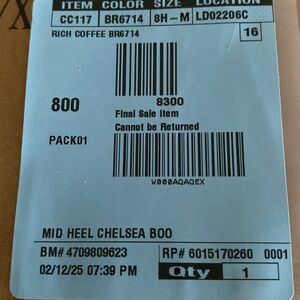 ITEM COLOR SIZE LOCATION
CC117 BR6714 8H-M LD02206C
RICH COFFEE BR6714 16
800 8300
Final Sale Item
Cannot be Returned
PACK01
W000AQAQEX
MID HEEL CHELSEA BOO
BM# 4709809623 RP# 6015170260 0001
02/12/25 07:39 PM Qty 1